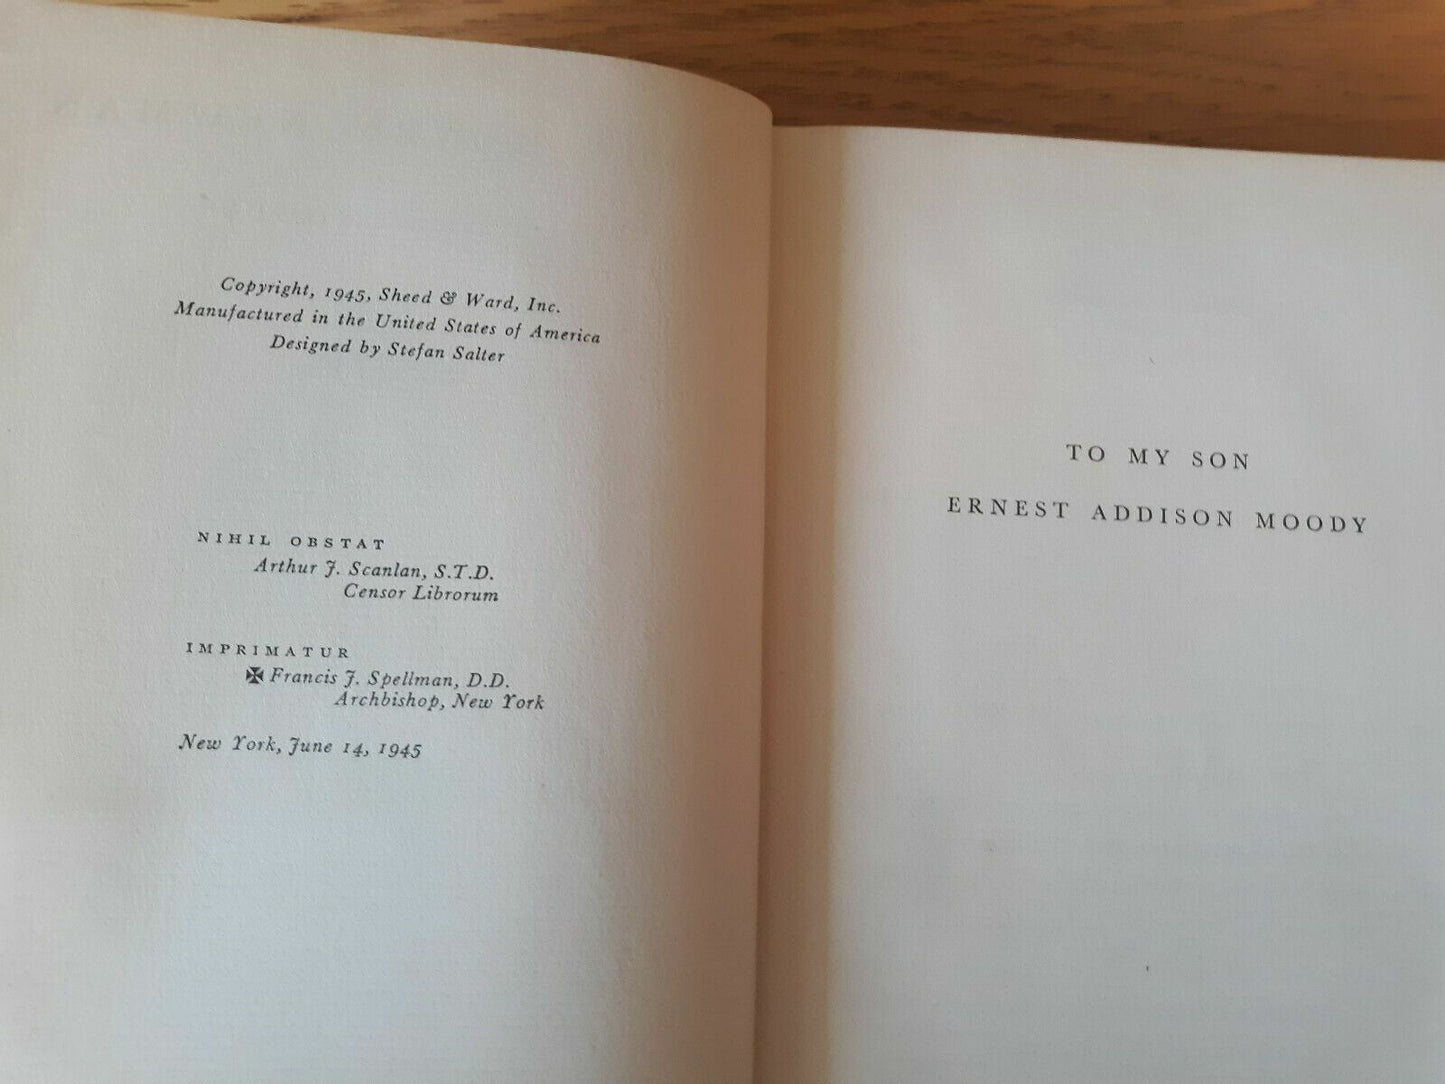 Copyright, 1945, Sheed & Ward, Inc.
Manufactured in the United States of America
Designed by Stefan Salter
NIHIL OBSTAT
Arthur J. Scanlan, S.T.D.
Censor Librorum
IMPRIMATUR
✠ Francis J. Spellman, D.D.
Archbishop, New York
New York, June 14, 1945
TO MY SON
ERNEST ADDISON MOODY